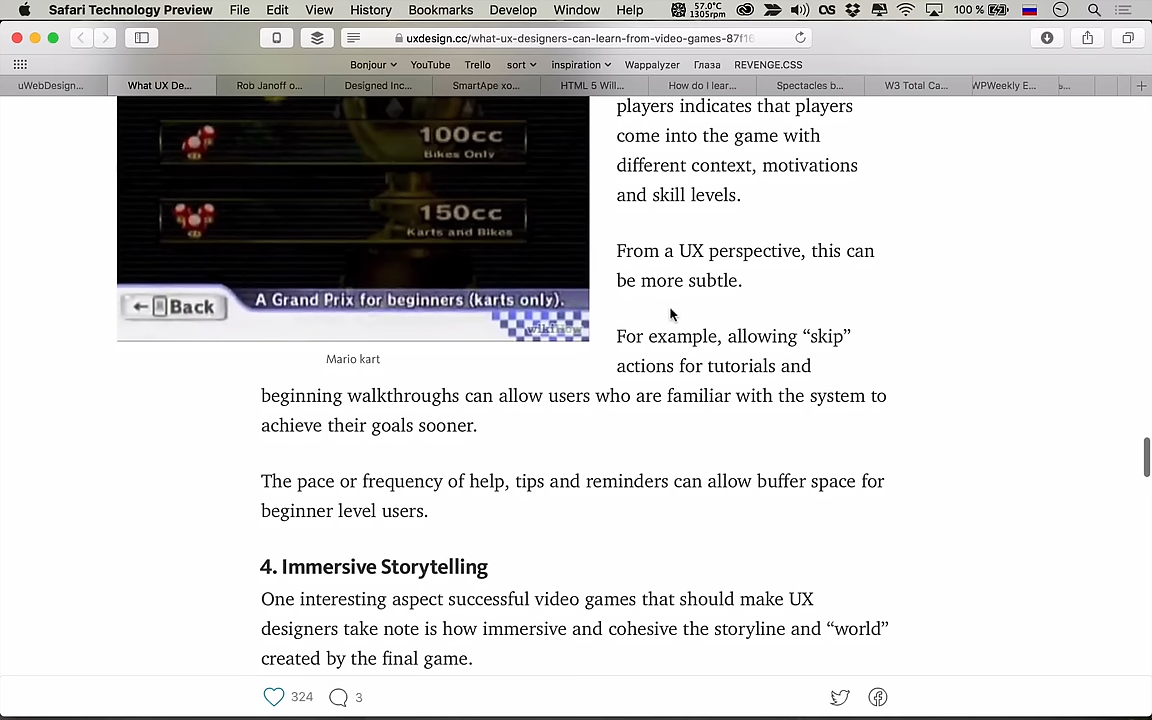 Safari Technology Preview File Edit View History Bookmarks Develop Window Help 57.0°C 1305rpm 100 %
uxdesign.cc/what-ux-designers-can-learn-from-video-games-87f16
Bonjour YouTube Trello sort inspiration Wappalyzer Глаза REVENGE.CSS
uWebDesign... What UX De... Rob Janoff o... Designed Inc... SmartApe хо... HTML 5 Will... How do I lear... Spectacles b... W3 Total Ca... WPWeekly E...
100cc
Bikes Only
150cc
Karts and Bikes
Back
A Grand Prix for beginners (karts only).
wikiHow
Mario kart
players indicates that players
come into the game with
different context, motivations
and skill levels.
From a UX perspective, this can
be more subtle.
For example, allowing “skip”
actions for tutorials and
beginning walkthroughs can allow users who are familiar with the system to
achieve their goals sooner.
The pace or frequency of help, tips and reminders can allow buffer space for
beginner level users.
4. Immersive Storytelling
One interesting aspect successful video games that should make UX
designers take note is how immersive and cohesive the storyline and “world”
created by the final game.
324 3